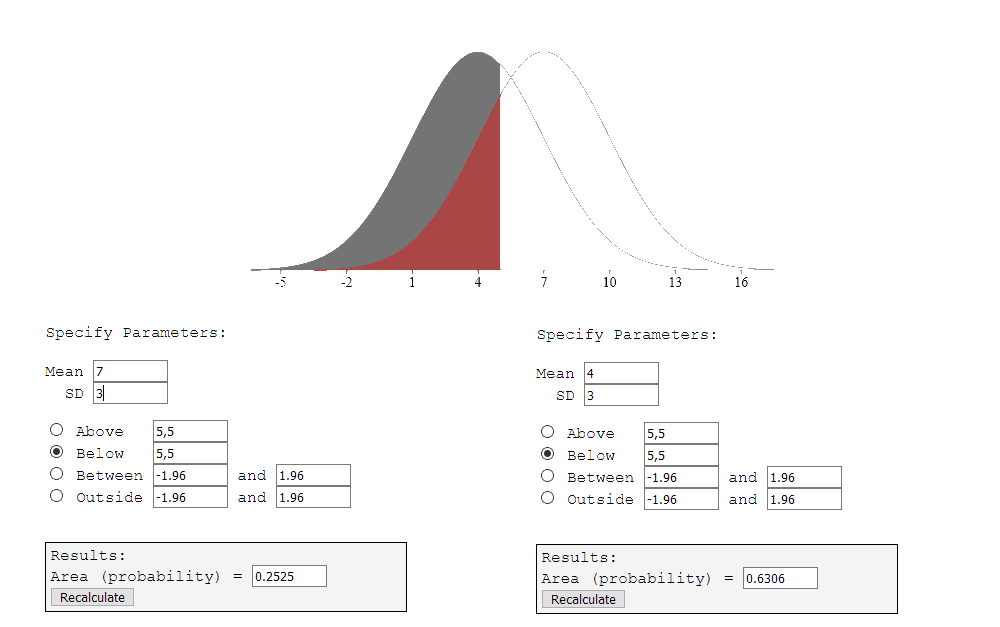 -5 -2 1 4 7 10 13 16
Specify Parameters:
Mean 7
SD 3
Above 5,5
Below 5,5
Between -1.96 and 1.96
Outside -1.96 and 1.96
Results:
Area (probability) = 0.2525
Recalculate
Specify Parameters:
Mean 4
SD 3
Above 5,5
Below 5,5
Between -1.96 and 1.96
Outside -1.96 and 1.96
Results:
Area (probability) = 0.6306
Recalculate